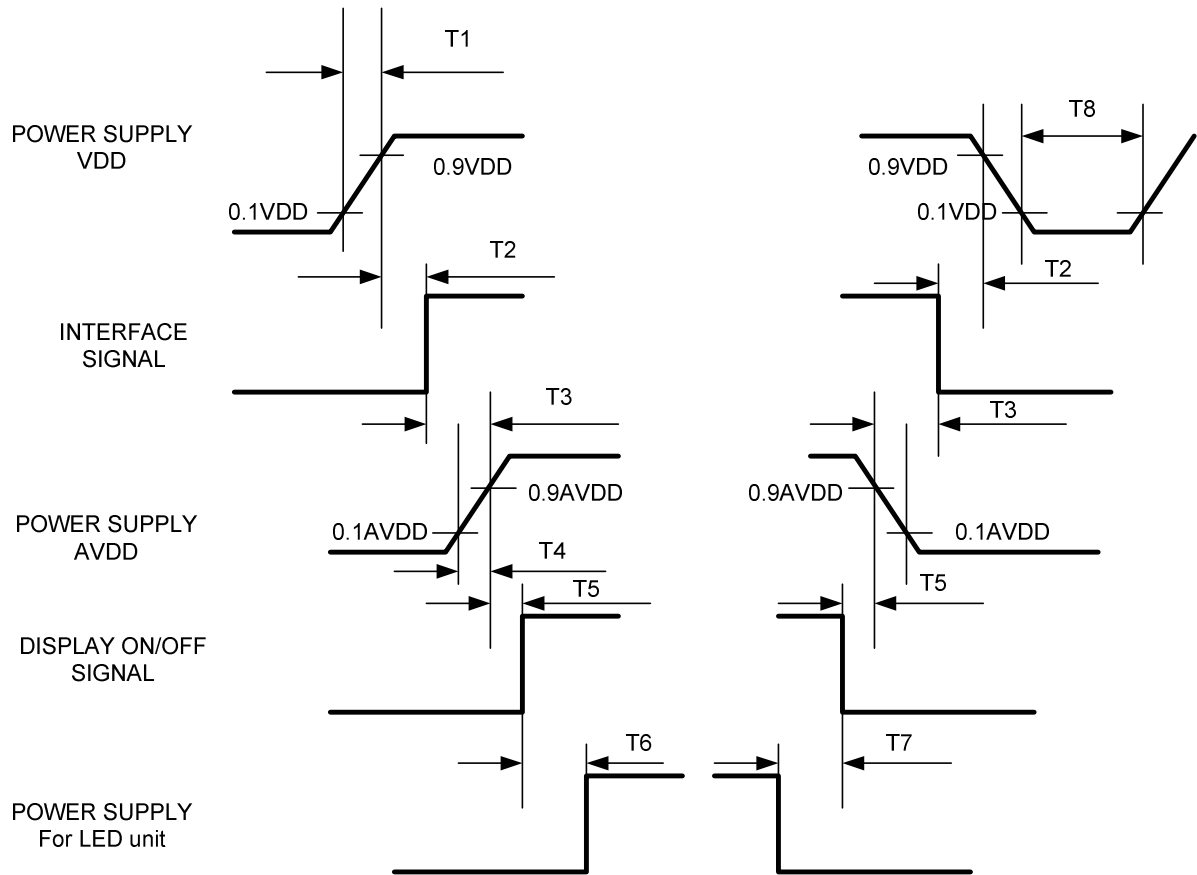 T1
T8
POWER SUPPLY
VDD
0.9VDD
0.9VDD
0.1VDD
0.1VDD
T2
T2
INTERFACE
SIGNAL
T3
T3
0.9AVDD
0.9AVDD
POWER SUPPLY
AVDD
0.1AVDD
0.1AVDD
T4
T5
T5
DISPLAY ON/OFF
SIGNAL
T6
T7
POWER SUPPLY
For LED unit